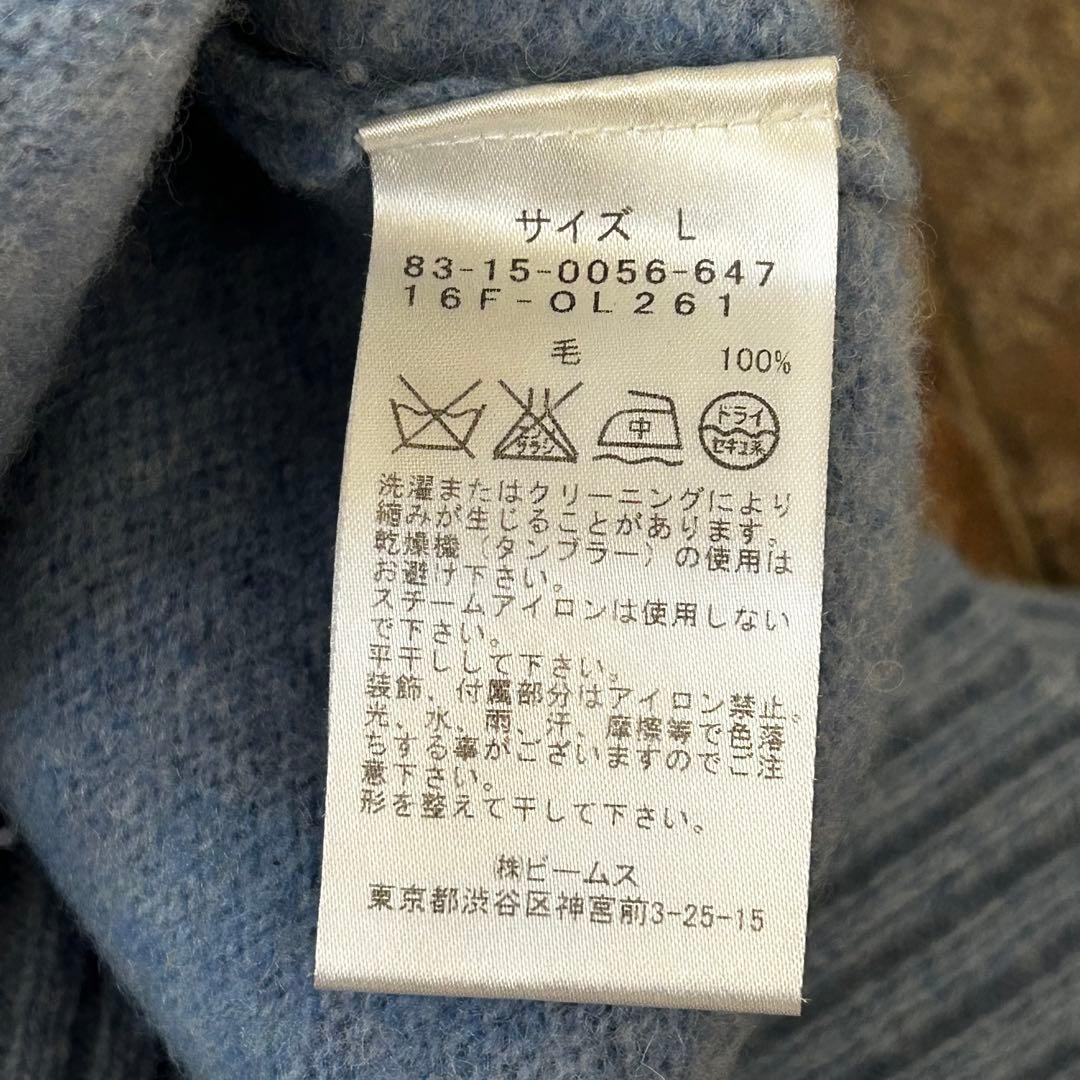 サイズ L
83-15-0056-647
16F-OL261
毛 100%
エンソ サラシ 中 ドライ セキユ系
洗濯またはクリーニングにより
縮みが生じることがあります。
乾燥機(タンブラー)の使用は
お避け下さい。
スチームアイロンは使用しない
で下さい。
平干しして下さい。
装飾、付属部分はアイロン禁止。
光、水、雨、汗、摩擦等で色落
ちする事がございますのでご注
意下さい。
形を整えて干して下さい。
㈱ビームス
東京都渋谷区神宮前3-25-15